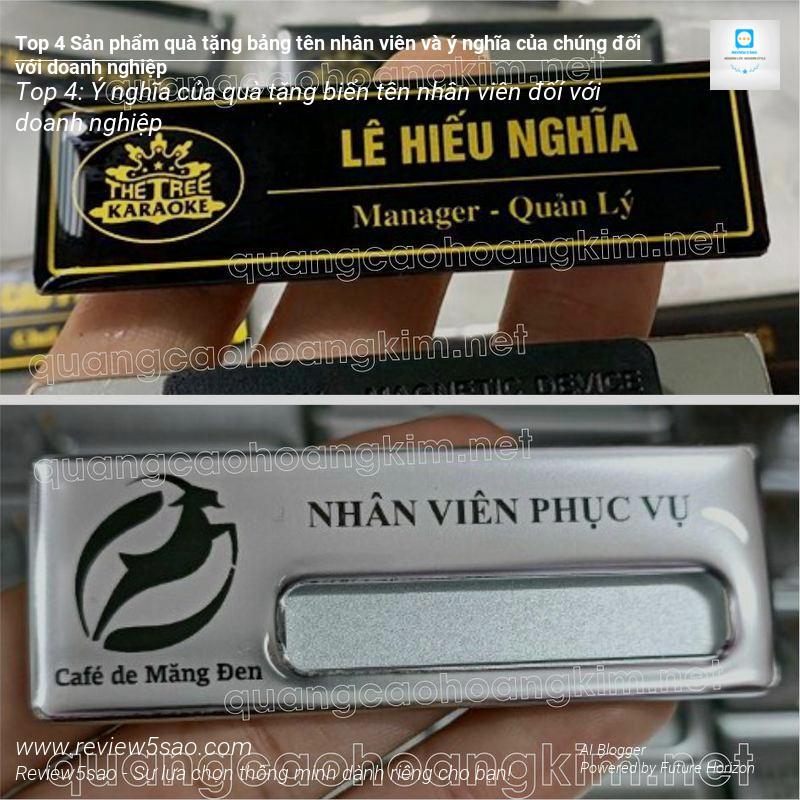 Top 4 Sản phẩm quà tặng bảng tên nhân viên và ý nghĩa của chúng đối
với doanh nghiệp
Top 4: Ý nghĩa của quà tặng biển tên nhân viên đối với
doanh nghiệp
REVIEW 5 SAO
LÊ HIẾU NGHĨA
THE TREE
KARAOKE
Manager - Quản Lý
quangcaohoangkim.net
quangcaohoangkim.net
MAGNETIC DEVICE
quangcaohoangkim.net
NHÂN VIÊN PHỤC VỤ
Café de Măng Đen
quangcaohoangkim.net
www.review5sao.com
AI Blogger
quangcaohoangkim.net
Review5sao - Sự lựa chọn thông minh dành riêng cho bạn!
Powered by Future Horizon